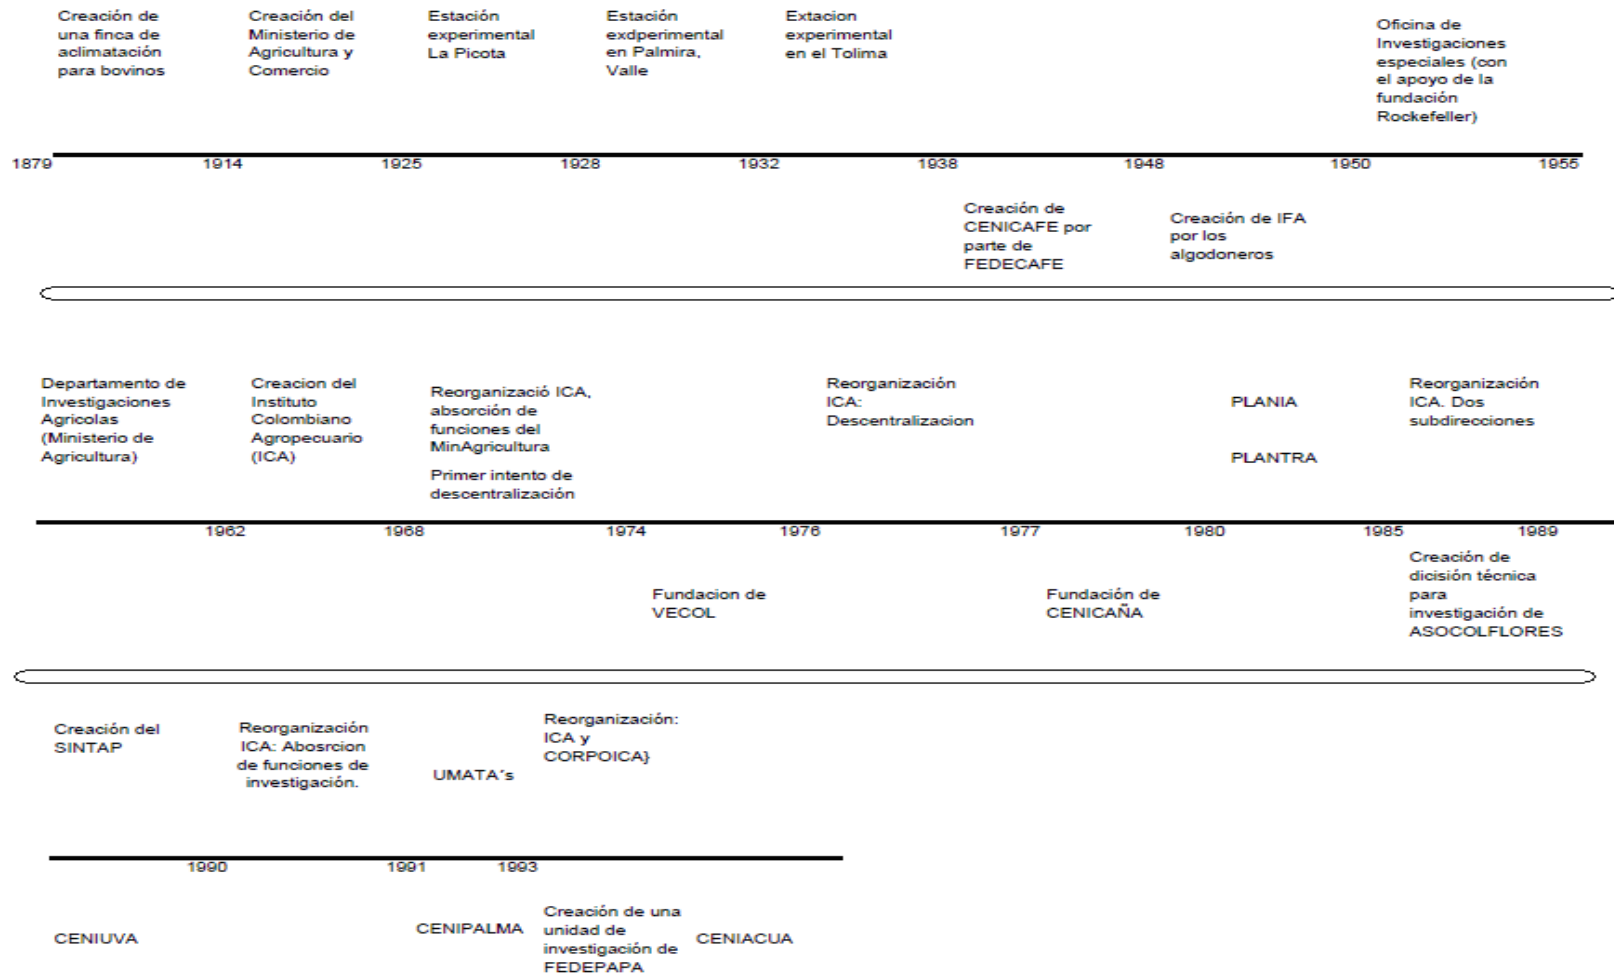 Creación de
una finca de
aclimatación
para bovinos
Creación del
Ministerio de
Agricultura y
Comercio
Estación
experimental
La Picota
Estación
exdperimental
en Palmira,
Valle
Extacion
experimental
en el Tolima
Oficina de
Investigaciones
especiales (con
el apoyo de la
fundación
Rockefeller)
1879 1914 1925 1928 1932 1938 1948 1950 1955
Creación de
CENICAFE por
parte de
FEDECAFE
Creación de IFA
por los
algodoneros
Departamento de
Investigaciones
Agricolas
(Ministerio de
Agricultura)
Creacion del
Instituto
Colombiano
Agropecuario
(ICA)
Reorganizació ICA,
absorción de
funciones del
MinAgricultura
Primer intento de
descentralización
Reorganización
ICA:
Descentralizacion
PLANIA
PLANTRA
Reorganización
ICA. Dos
subdirecciones
1962 1968 1974 1976 1977 1980 1985 1989
Fundacion de
VECOL
Fundación de
CENICAÑA
Creación de
dicisión técnica
para
investigación de
ASOCOLFLORES
Creación del
SINTAP
Reorganización
ICA: Abosrcion
de funciones de
investigación.
UMATA´s
Reorganización:
ICA y
CORPOICA}
1990 1991 1993
CENIUVA
CENIPALMA
Creación de una
unidad de
investigación de
FEDEPAPA
CENIACUA